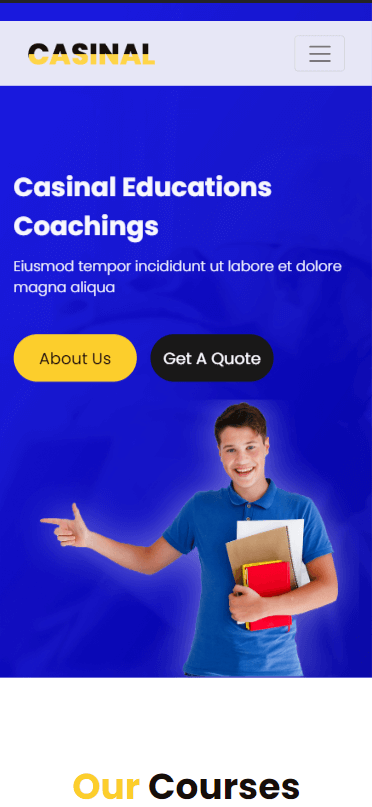 CASINAL
Casinal Educations
Coachings
Eiusmod tempor incididunt ut labore et dolore
magna aliqua
About Us
Get A Quote
Our Courses